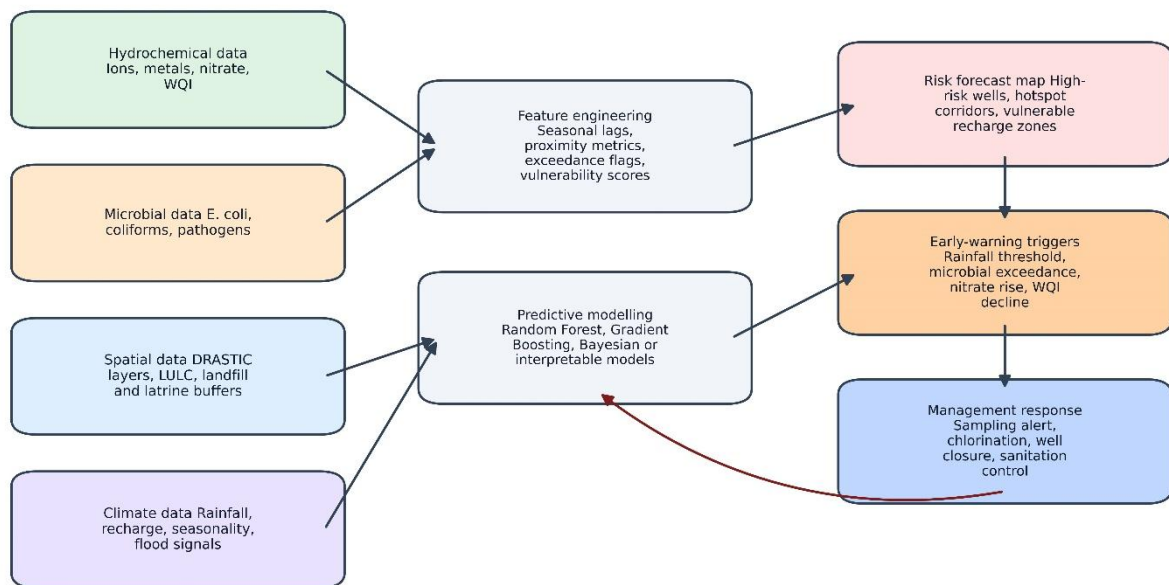 Hydrochemical data
Ions, metals, nitrate,
WQI
Microbial data E. coli,
coliforms, pathogens
Spatial data DRASTIC
layers, LULC, landfill
and latrine buffers
Climate data Rainfall,
recharge, seasonality,
flood signals
Feature engineering
Seasonal lags,
proximity metrics,
exceedance flags,
vulnerability scores
Predictive modelling
Random Forest, Gradient
Boosting, Bayesian or
interpretable models
Risk forecast map High-
risk wells, hotspot
corridors, vulnerable
recharge zones
Early-warning triggers
Rainfall threshold,
microbial exceedance,
nitrate rise, WQI
decline
Management response
Sampling alert,
chlorination, well
closure, sanitation
control